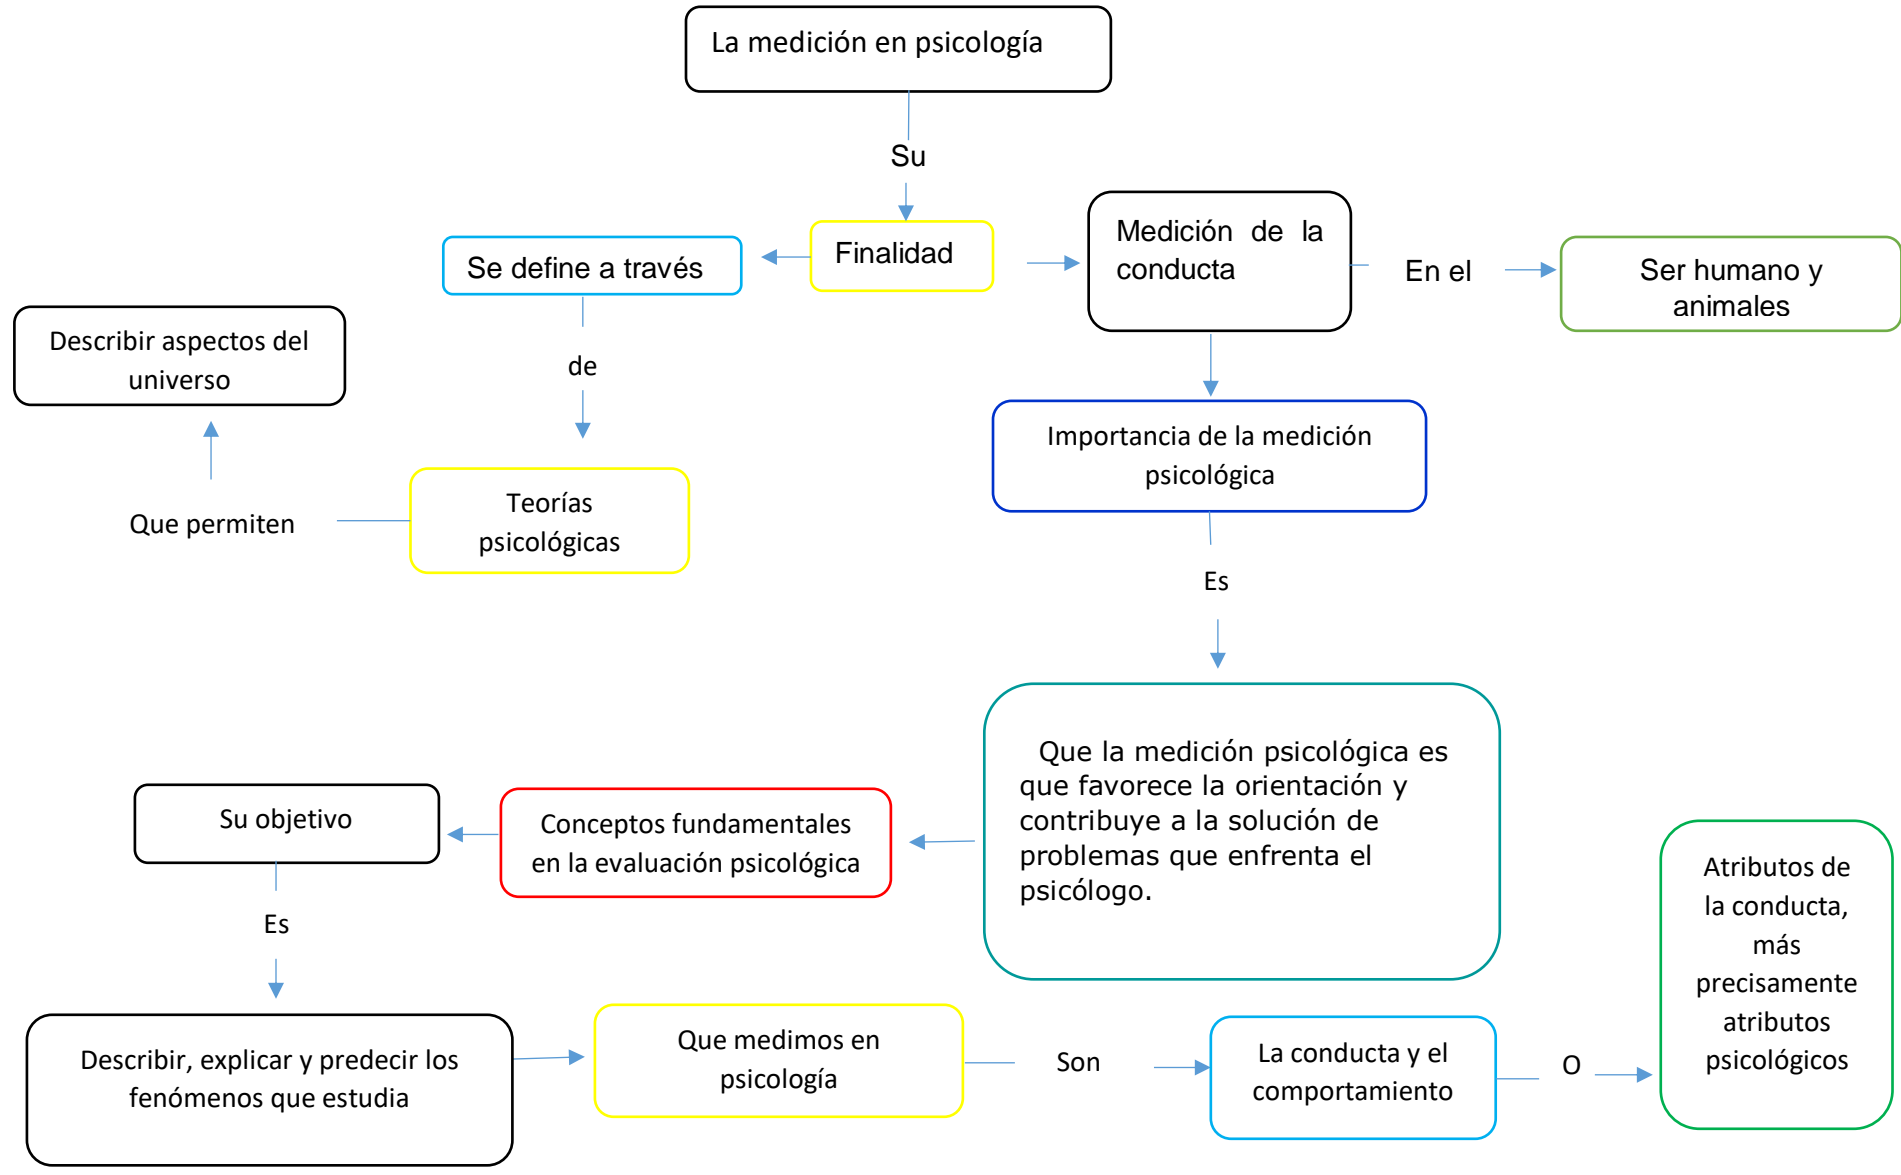 La medición en psicología
Su
Finalidad
Se define a través
de
Teorías
psicológicas
Que permiten
Describir aspectos del
universo
Medición de la
conducta
En el
Ser humano y
animales
Importancia de la medición
psicológica
Es
Que la medición psicológica es
que favorece la orientación y
contribuye a la solución de
problemas que enfrenta el
psicólogo.
Conceptos fundamentales
en la evaluación psicológica
Su objetivo
Es
Describir, explicar y predecir los
fenómenos que estudia
Que medimos en
psicología
Son
La conducta y el
comportamiento
O
Atributos de
la conducta,
más
precisamente
atributos
psicológicos